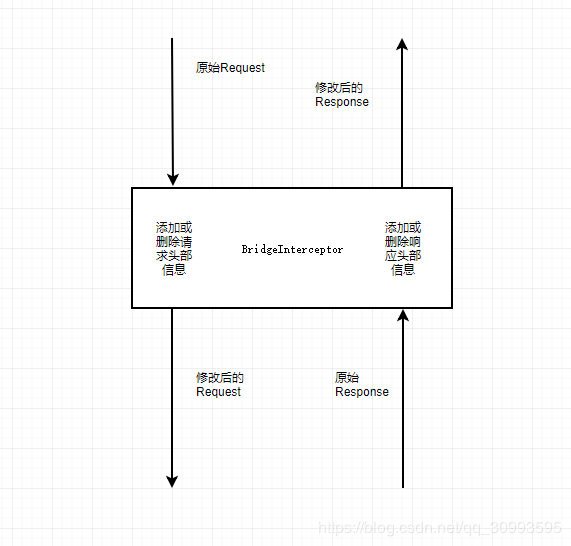 原始Request
修改后的
Response
添加或
删除请
求头部
信息
BridgeInterceptor
添加或
删除响
应头部
信息
修改后的
Request
原始
Response
https://blog.csdn.net/qq_30993595